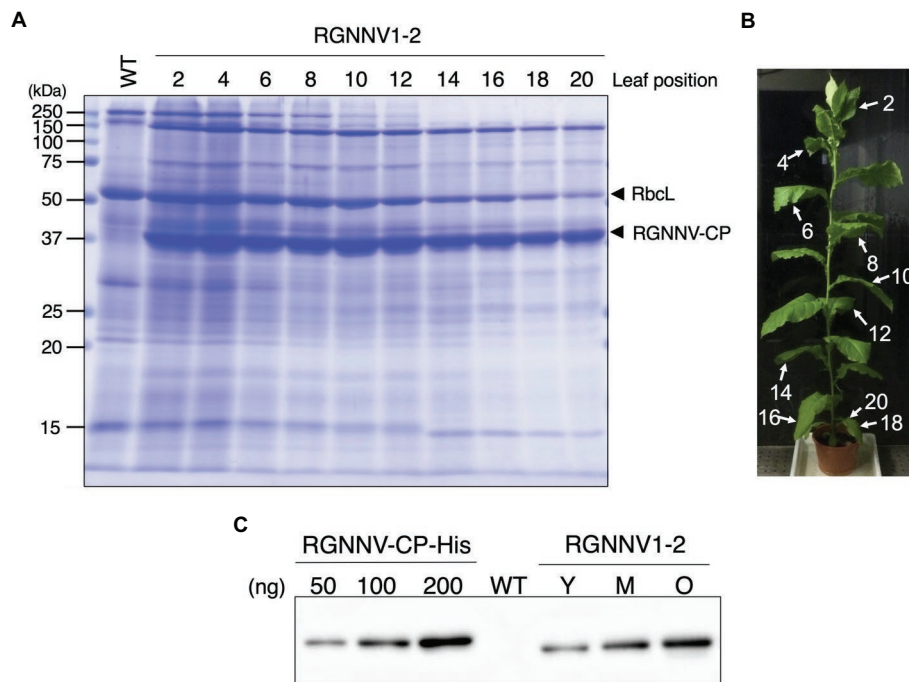 A
RGNNV1-2
WT 2 4 6 8 10 12 14 16 18 20 Leaf position
(kDa)
250
150
100
75
50
37
25
20
15
RbcL
RGNNV-CP
B
2
4
6
8
10
12
14
16
20
18
C
RGNNV-CP-His RGNNV1-2
(ng) 50 100 200 WT Y M O